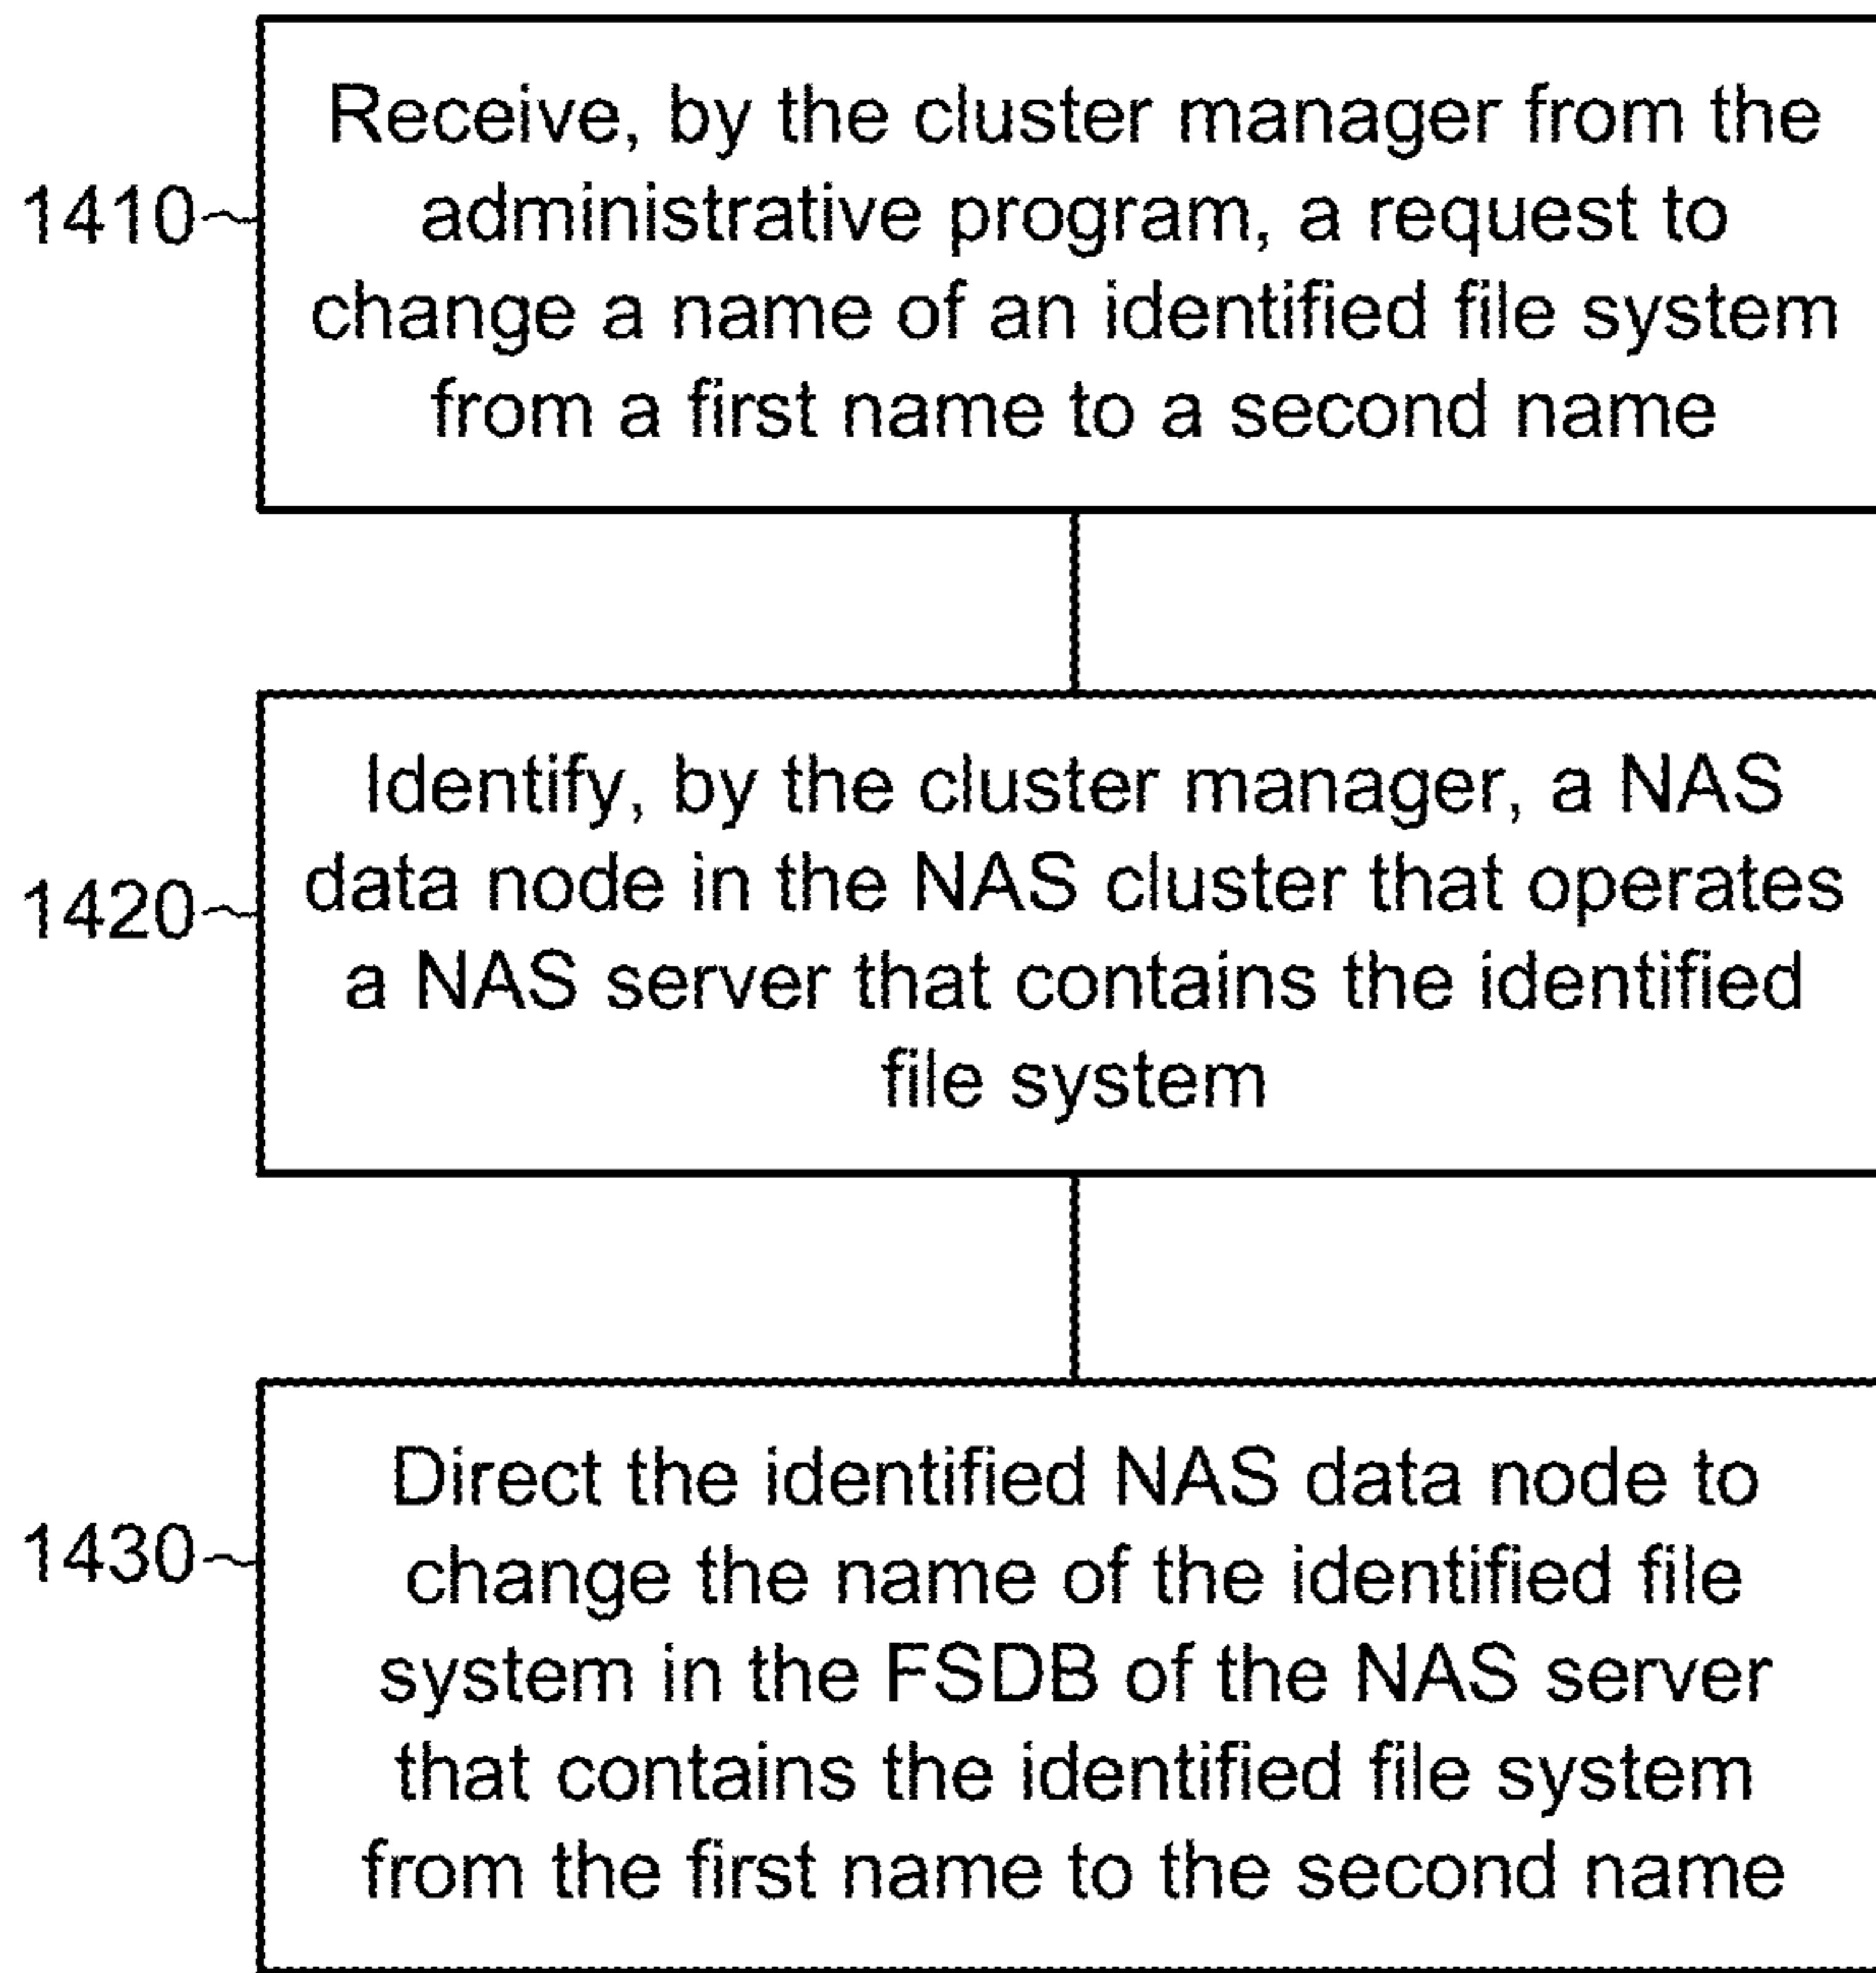 1410
Receive, by the cluster manager from the
administrative program, a request to
change a name of an identified file system
from a first name to a second name
1420
Identify, by the cluster manager, a NAS
data node in the NAS cluster that operates
a NAS server that contains the identified
file system
1430
Direct the identified NAS data node to
change the name of the identified file
system in the FSDB of the NAS server
that contains the identified file system
from the first name to the second name